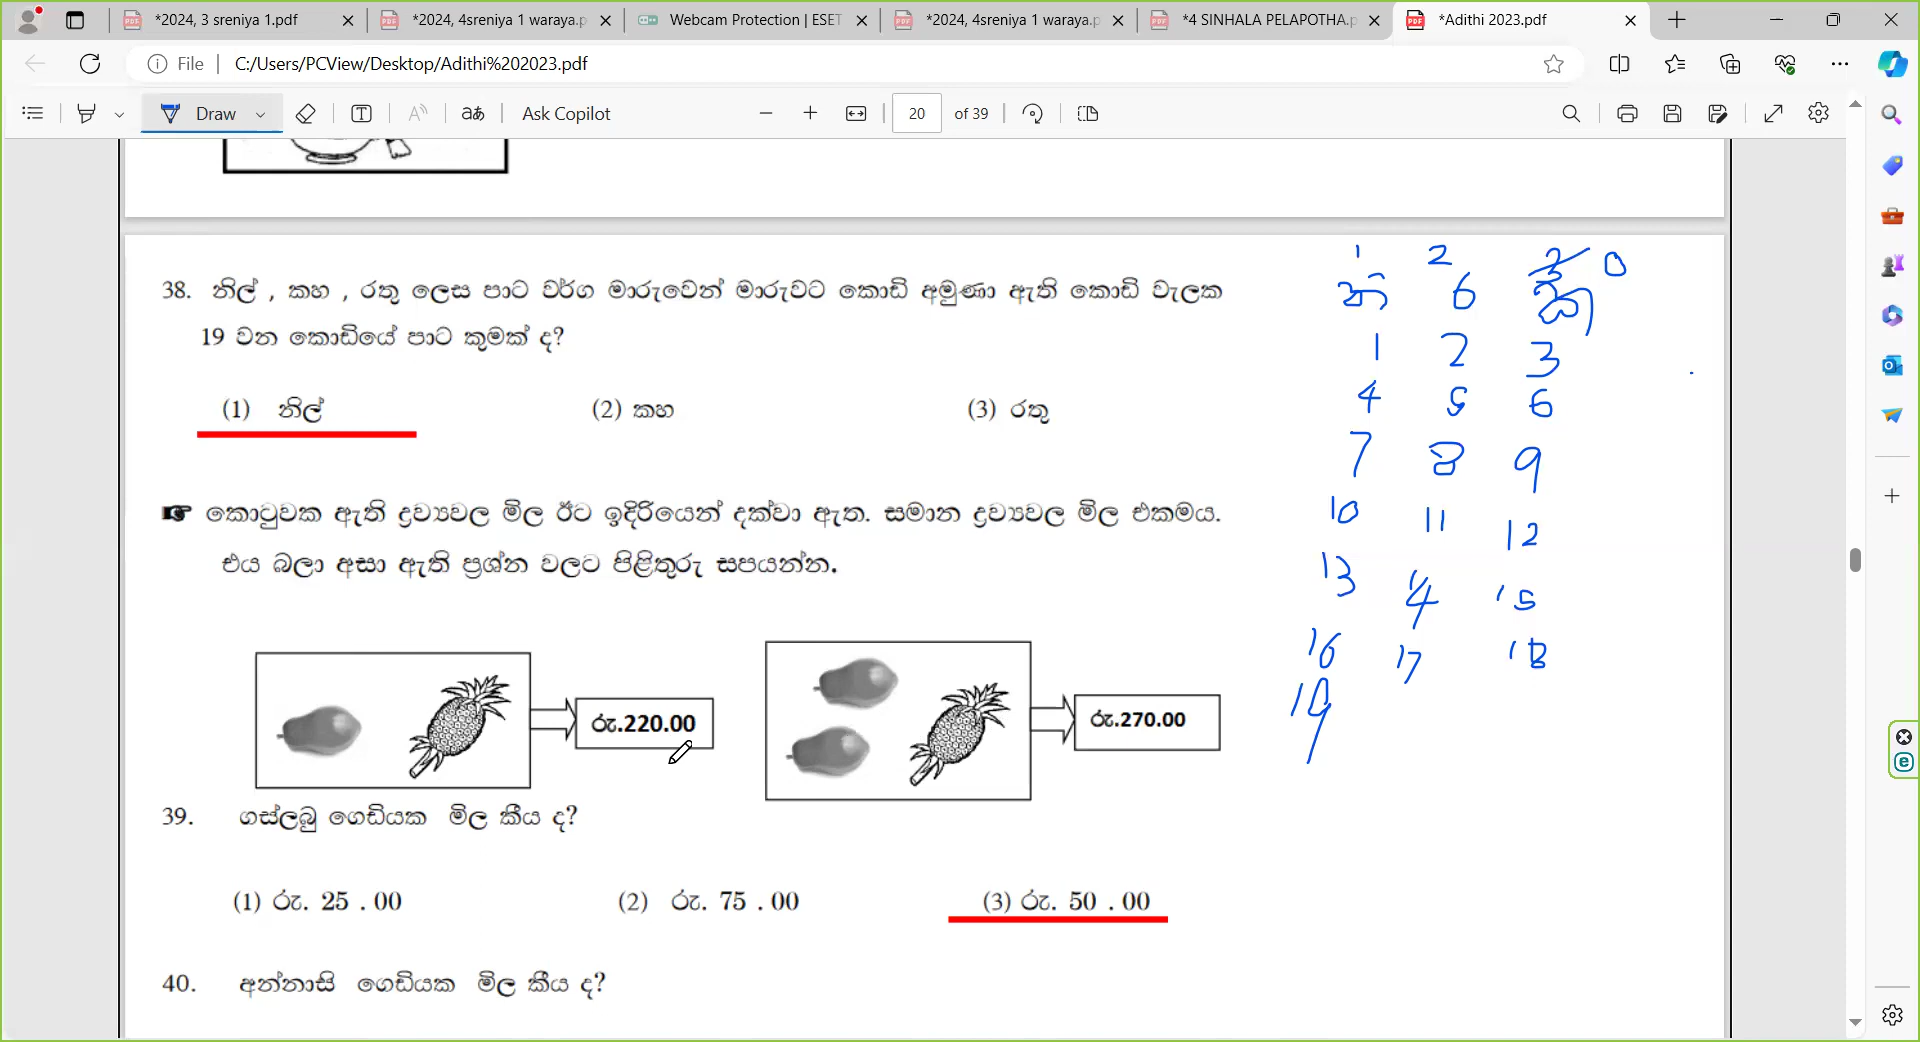 *2024, 3 sreniya 1.pdf
*2024, 4sreniya 1 waraya.p
Webcam Protection | ESET
*2024, 4sreniya 1 waraya.p
*4 SINHALA PELAPOTHA.p
*Adithi 2023.pdf
File
C:/Users/PCView/Desktop/Adithi%202023.pdf
Draw
Ask Copilot
20
of 39
38. නිල් , කහ , රතු ලෙස පාට වර්ග මාරුවෙන් මාරුවට කොඩි අමුණා ඇති කොඩි වැලක
19 වන කොඩියේ පාට කුමක් ද?
(1) නිල් (2) කහ (3) රතු
කොටුවක ඇති ද්‍රව්‍යවල මිල ඊට ඉදිරියෙන් දක්වා ඇත. සමාන ද්‍රව්‍යවල මිල එකමය.
එය බලා අසා ඇති ප්‍රශ්න වලට පිළිතුරු සපයන්න.
රු.220.00
රු.270.00
39. ගස්ලබු ගෙඩියක මිල කීය ද?
(1) රු. 25 . 00 (2) රු. 75 . 00 (3) රු. 50 . 00
40. අන්නාසි ගෙඩියක මිල කීය ද?
1 2 0
1 2 3
4 5 6
7 8 9
10 11 12
13 14 15
16 17 18
19